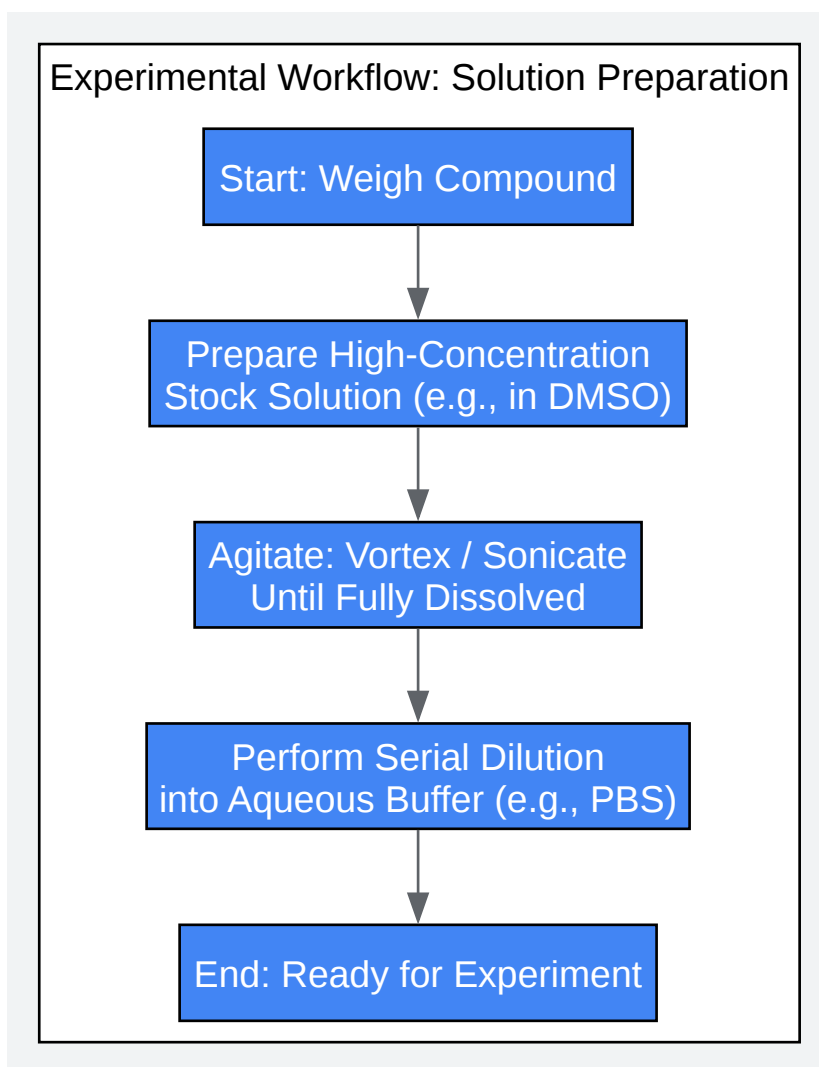 Experimental Workflow: Solution Preparation
Start: Weigh Compound
Prepare High-Concentration
Stock Solution (e.g., in DMSO)
Agitate: Vortex / Sonicate
Until Fully Dissolved
Perform Serial Dilution
into Aqueous Buffer (e.g., PBS)
End: Ready for Experiment